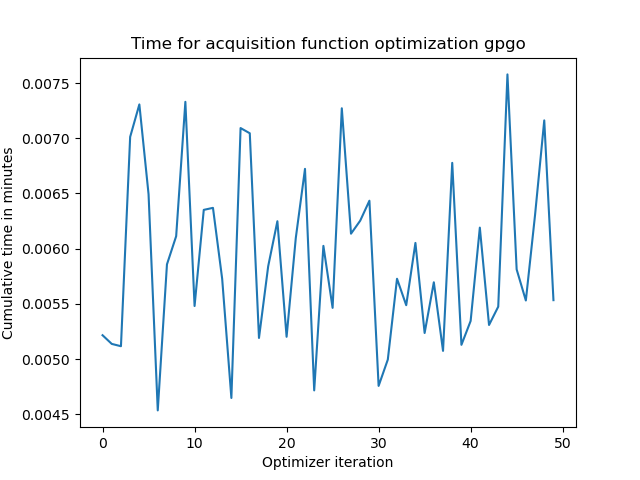 Time for acquisition function optimization gpgo
Cumulative time in minutes
0.0075
0.0070
0.0065
0.0060
0.0055
0.0050
0.0045
0 10 20 30 40 50
Optimizer iteration